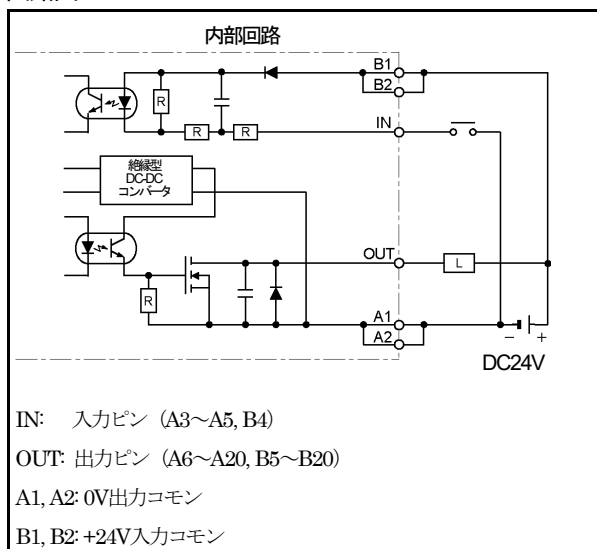 内部回路
B1
B2
R
IN
R
R
絶縁型
DC-DC
コンバータ
OUT
L
R
A1
A2
− +
DC24V
IN: 入力ピン（A3～A5, B4）
OUT: 出力ピン（A6～A20, B5～B20）
A1, A2: 0V出力コモン
B1, B2: +24V入力コモン